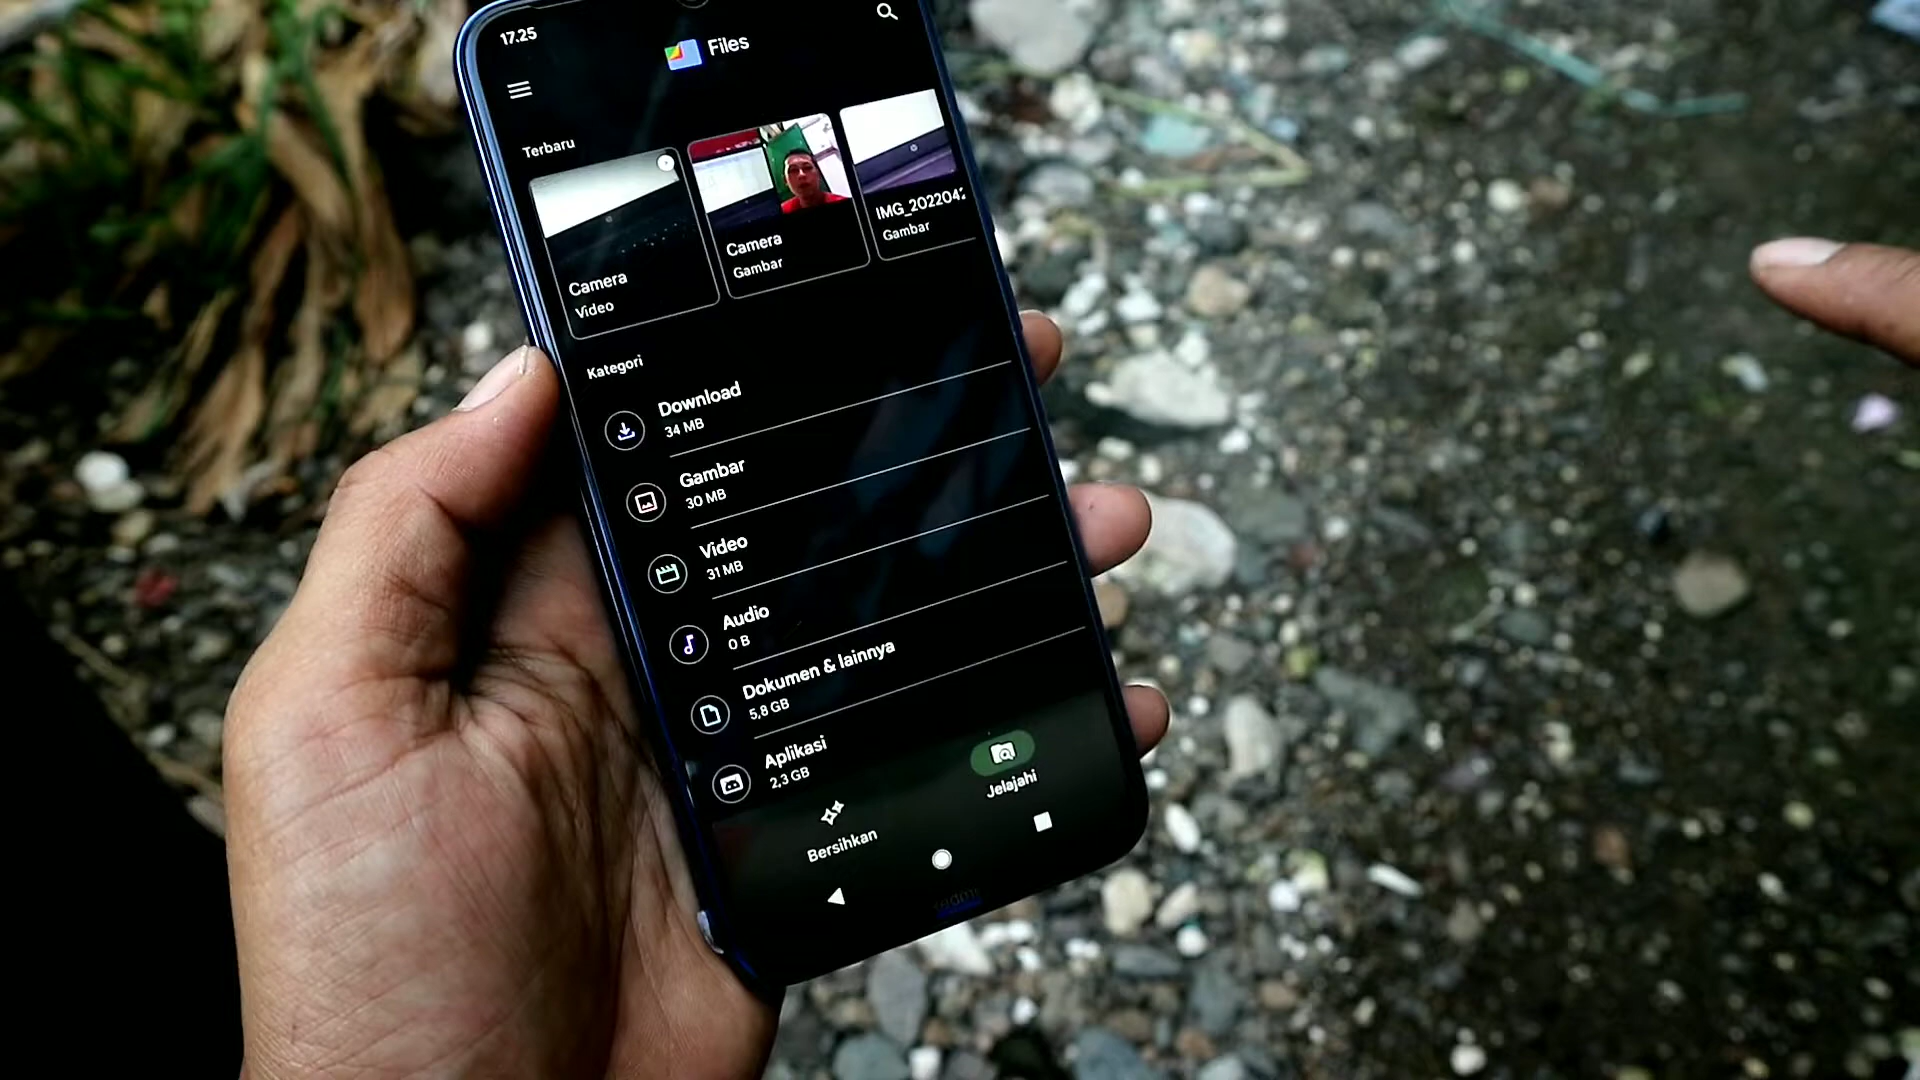 17.25
Files
Terbaru
Camera
Video
Camera
Gambar
IMG_202204
Gambar
Kategori
Download
34 MB
Gambar
30 MB
Video
31 MB
Audio
0 B
Dokumen & lainnya
5,8 GB
Aplikasi
2,3 GB
Bersihkan
Jelajahi